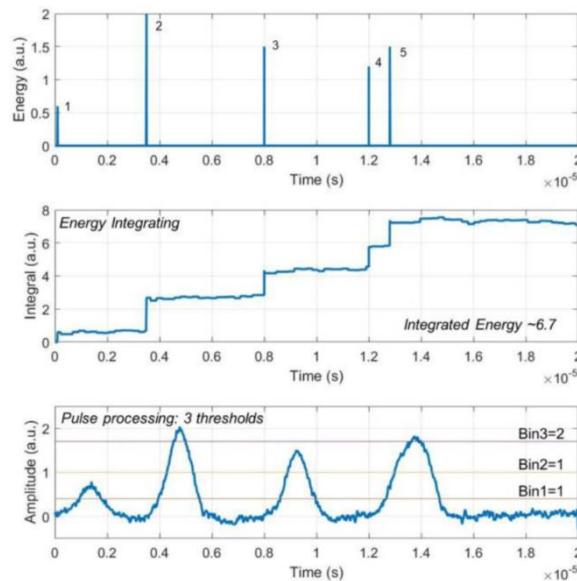 2
1.5
1
0.5
0
Energy (a.u.)
1
2
3
4
5
0 0.2 0.4 0.6 0.8 1 1.2 1.4 1.6 1.8 2
Time (s)
×10⁻⁵
Energy Integrating
8
6
4
2
0
Integral (a.u.)
Integrated Energy ~6.7
0 0.2 0.4 0.6 0.8 1 1.2 1.4 1.6 1.8 2
Time (s)
×10⁻⁵
Pulse processing: 3 thresholds
2
1
0
Amplitude (a.u.)
Bin3=2
Bin2=1
Bin1=1
0 0.2 0.4 0.6 0.8 1 1.2 1.4 1.6 1.8 2
Time (s)
×10⁻⁵